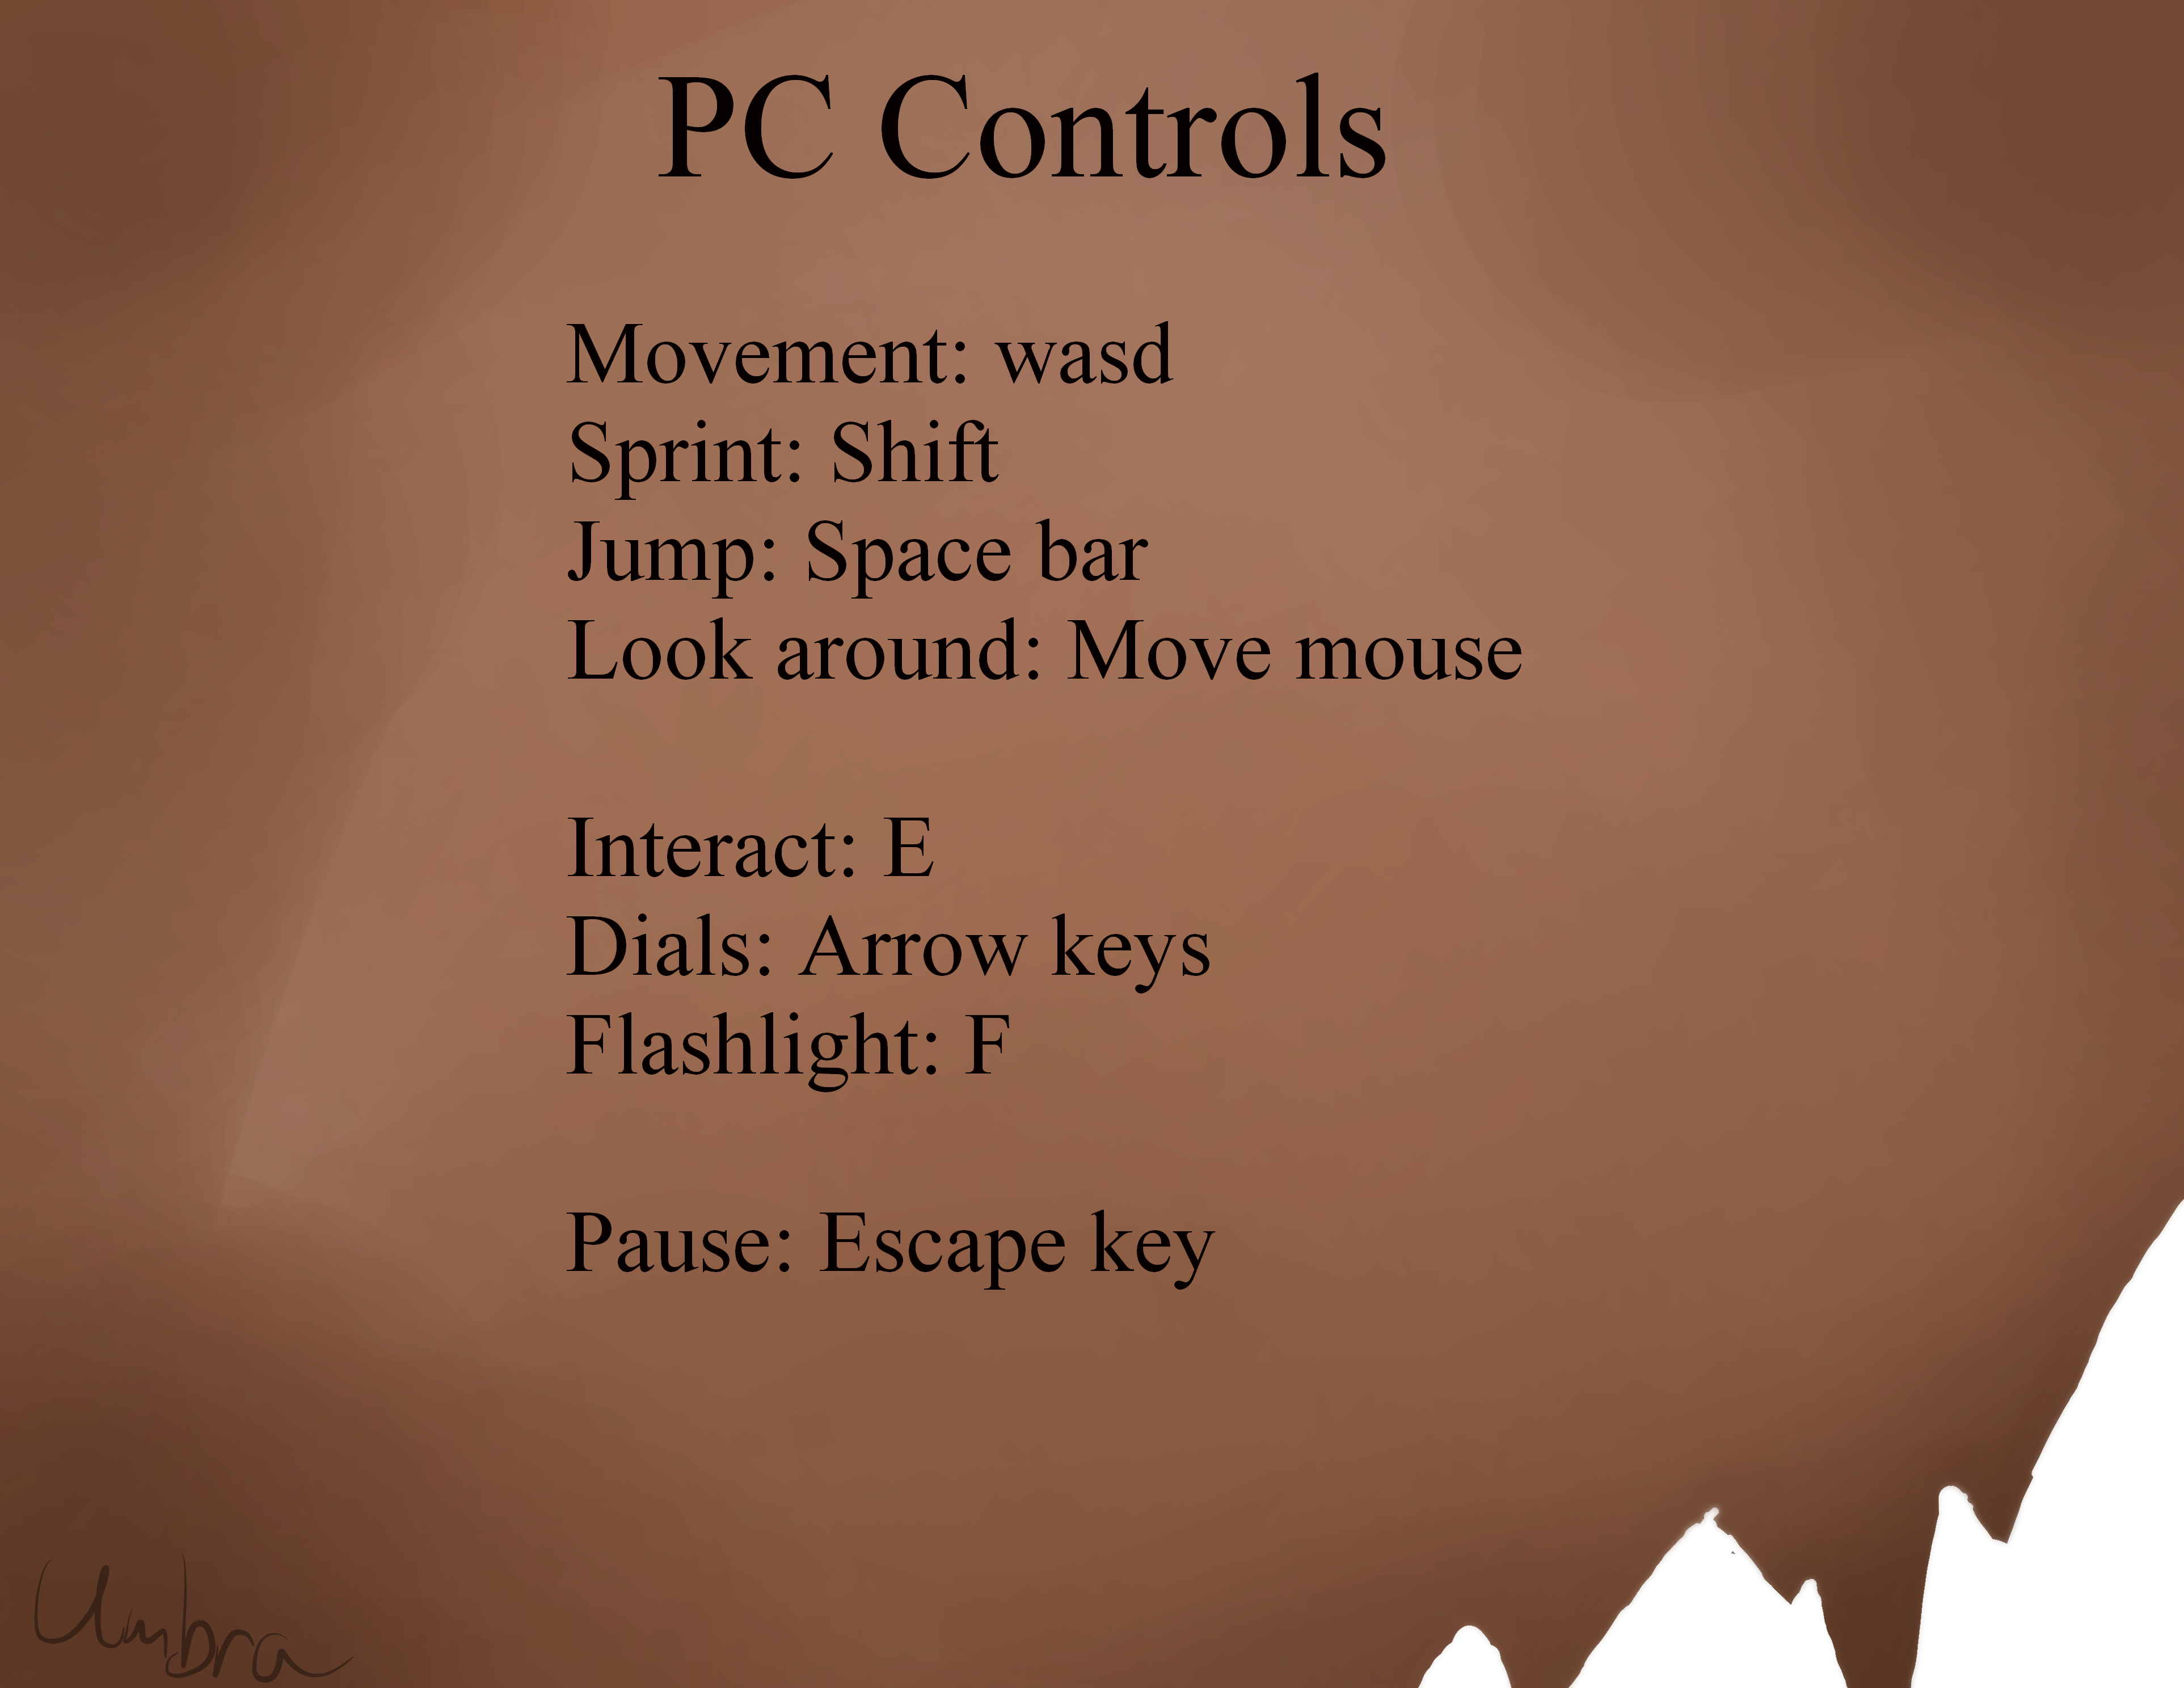 PC Controls
Movement: wasd
Sprint: Shift
Jump: Space bar
Look around: Move mouse
Interact: E
Dials: Arrow keys
Flashlight: F
Pause: Escape key
Umbra